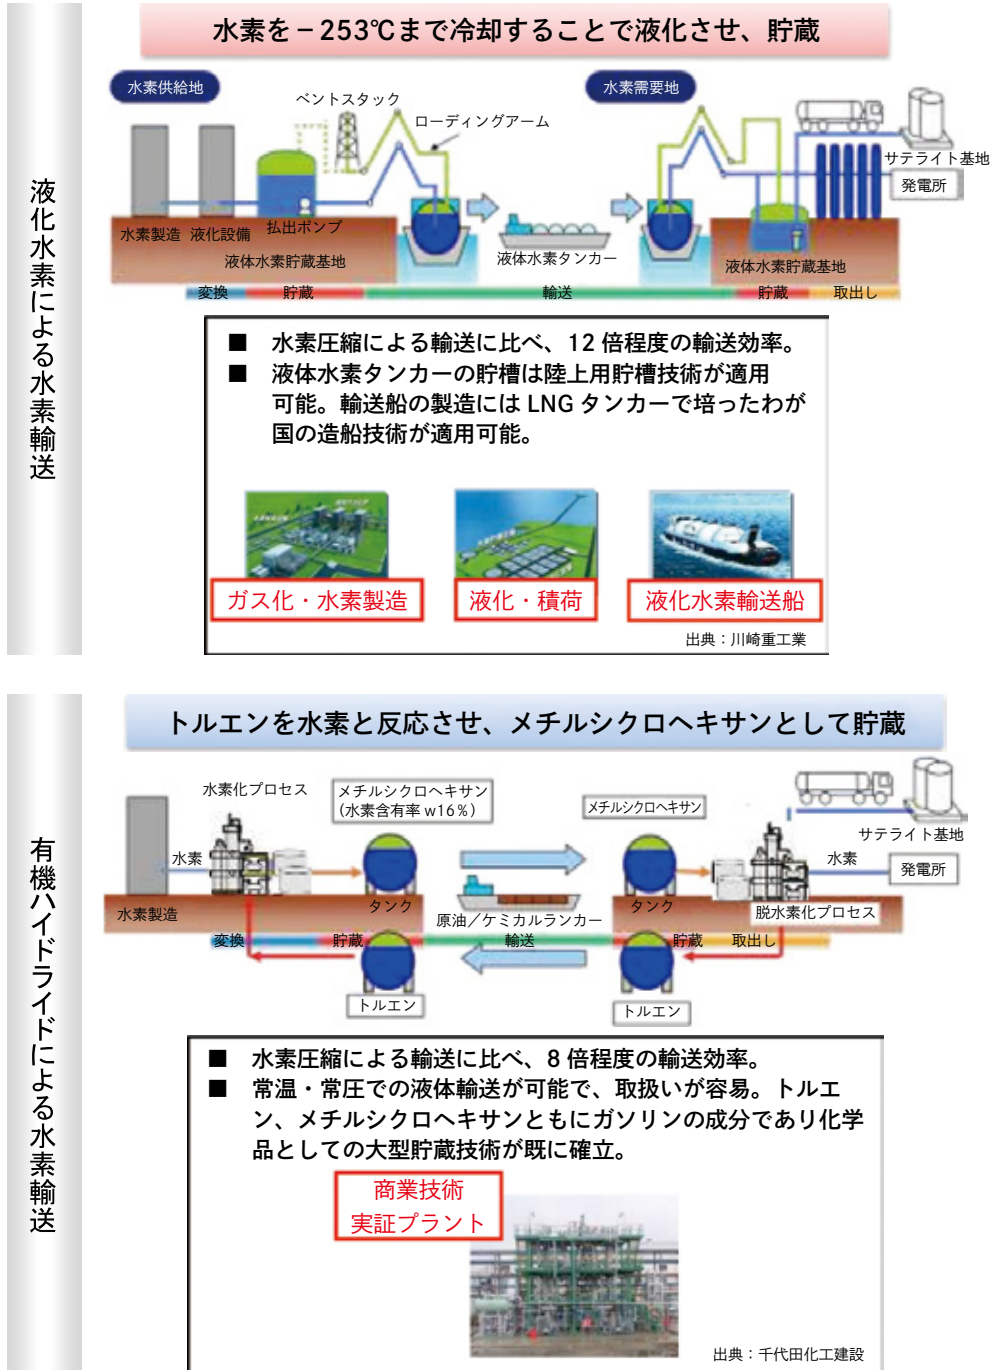 液化水素による水素輸送
水素を－253℃まで冷却することで液化させ、貯蔵
水素供給地
水素需要地
ベントスタック
ローディングアーム
サテライト基地
発電所
水素製造
液化設備
払出ポンプ
液体水素貯蔵基地
液体水素タンカー
液体水素貯蔵基地
変換
貯蔵
輸送
貯蔵
取出し
■ 水素圧縮による輸送に比べ、12 倍程度の輸送効率。
■ 液体水素タンカーの貯槽は陸上用貯槽技術が適用
可能。輸送船の製造には LNG タンカーで培ったわが
国の造船技術が適用可能。
ガス化・水素製造
液化・積荷
液化水素輸送船
出典：川崎重工業
有機ハイドライドによる水素輸送
トルエンを水素と反応させ、メチルシクロヘキサンとして貯蔵
水素化プロセス
メチルシクロヘキサン
（水素含有率 w16％）
メチルシクロヘキサン
サテライト基地
水素
水素
発電所
水素製造
タンク
原油／ケミカルランカー
タンク
脱水素化プロセス
変換
貯蔵
輸送
貯蔵
取出し
トルエン
トルエン
■ 水素圧縮による輸送に比べ、8 倍程度の輸送効率。
■ 常温・常圧での液体輸送が可能で、取扱いが容易。トルエ
ン、メチルシクロヘキサンともにガソリンの成分であり化学
品としての大型貯蔵技術が既に確立。
商業技術
実証プラント
出典：千代田化工建設